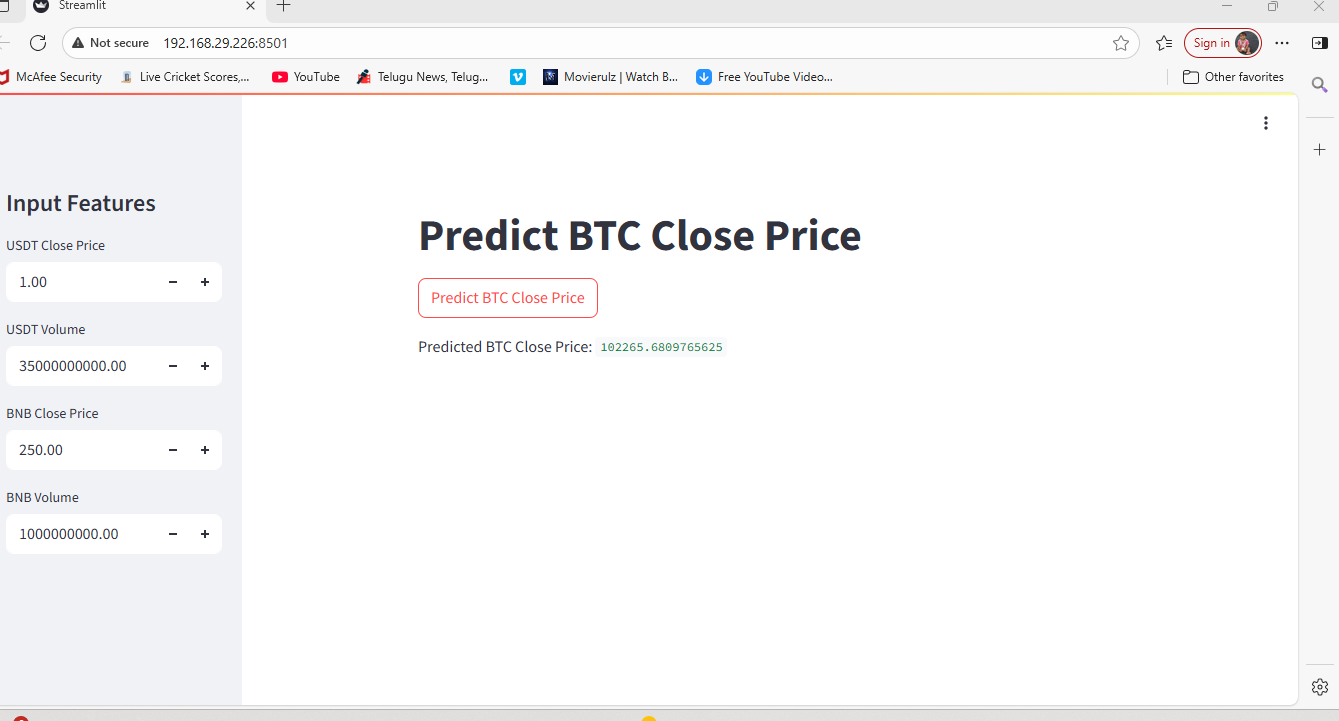 Streamlit
Not secure 192.168.29.226:8501
Sign in
McAfee Security Live Cricket Scores,... YouTube Telugu News, Telug... Movierulz | Watch B... Free YouTube Video... Other favorites
Input Features
USDT Close Price
1.00
USDT Volume
35000000000.00
BNB Close Price
250.00
BNB Volume
1000000000.00
Predict BTC Close Price
Predict BTC Close Price
Predicted BTC Close Price: 102265.6809765625